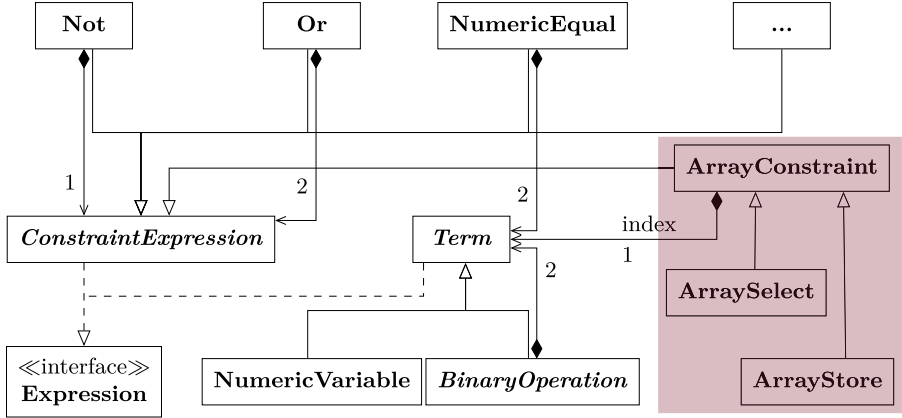 Not
Or
NumericEqual
...
ArrayConstraint
1
2
2
index
1
ConstraintExpression
Term
2
ArraySelect
≪interface≫
Expression
NumericVariable
BinaryOperation
ArrayStore